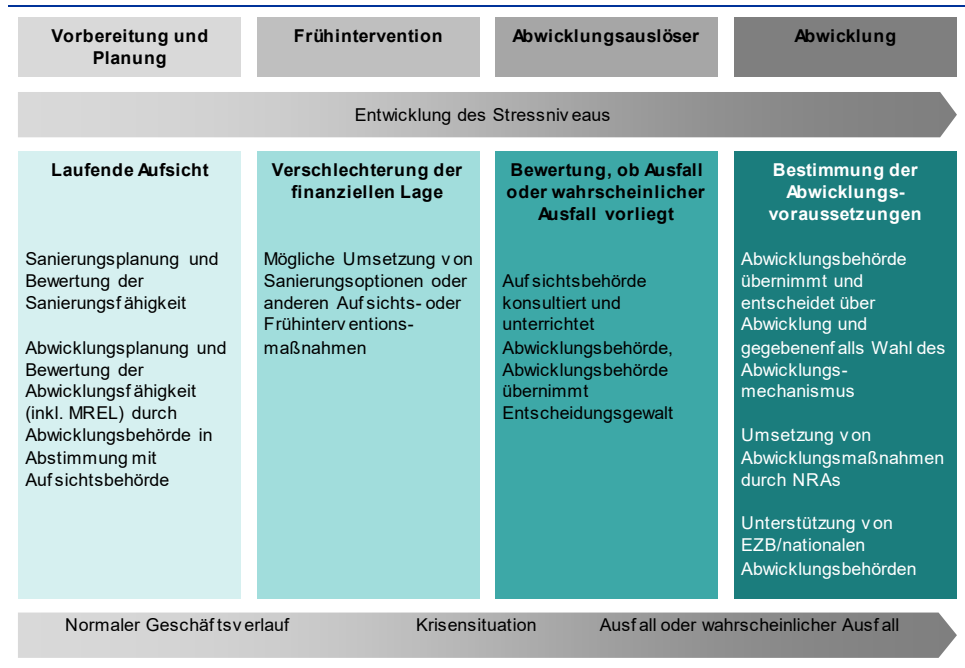 Vorbereitung und
Planung
Frühintervention
Abwicklungsauslöser
Abwicklung
Entwicklung des Stressniveaus
Laufende Aufsicht
Sanierungsplanung und
Bewertung der
Sanierungsfähigkeit
Abwicklungsplanung und
Bewertung der
Abwicklungsfähigkeit
(inkl. MREL) durch
Abwicklungsbehörde in
Abstimmung mit
Aufsichtsbehörde
Verschlechterung der
finanziellen Lage
Mögliche Umsetzung von
Sanierungsoptionen oder
anderen Aufsichts- oder
Frühinterventions-
maßnahmen
Bewertung, ob Ausfall
oder wahrscheinlicher
Ausfall vorliegt
Aufsichtsbehörde
konsultiert und
unterrichtet
Abwicklungsbehörde,
Abwicklungsbehörde
übernimmt
Entscheidungsgewalt
Bestimmung der
Abwicklungs-
voraussetzungen
Abwicklungsbehörde
übernimmt und
entscheidet über
Abwicklung und
gegebenenfalls Wahl des
Abwicklungs-
mechanismus
Umsetzung von
Abwicklungsmaßnahmen
durch NRAs
Unterstützung von
EZB/nationalen
Abwicklungsbehörden
Normaler Geschäftsverlauf
Krisensituation
Ausfall oder wahrscheinlicher Ausfall